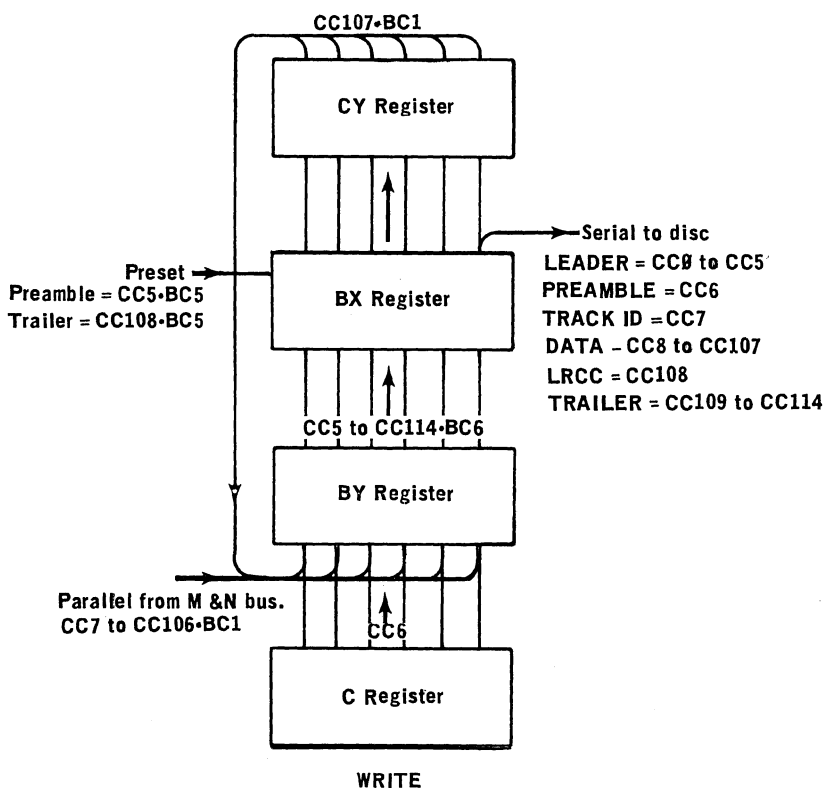 CC107•BC1
CY Register
Serial to disc
Preset
Preamble = CC5•BC5
Trailer = CC108•BC5
BX Register
LEADER = CC0 to CC5
PREAMBLE = CC6
TRACK ID = CC7
DATA – CC8 to CC107
LRCC = CC108
TRAILER = CC109 to CC114
CC5 to CC114•BC6
BY Register
Parallel from M &N bus.
CC7 to CC106•BC1
CC6
C Register
WRITE